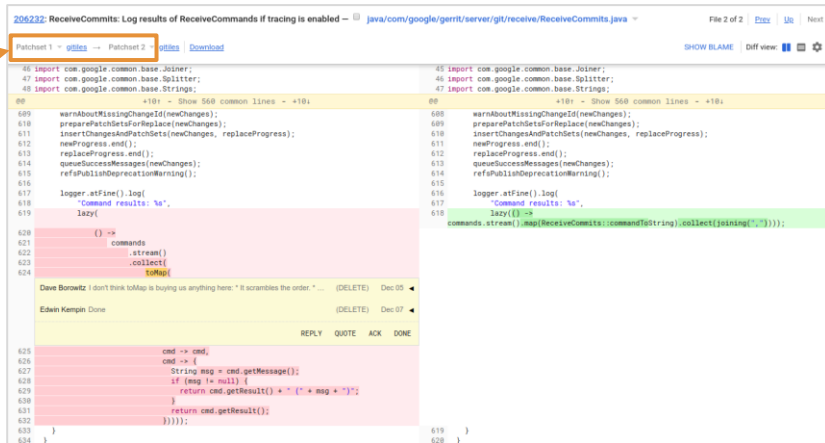 206232: ReceiveCommits: Log results of ReceiveCommands if tracing is enabled – java/com/google/gerrit/server/git/receive/ReceiveCommits.java File 2 of 2 Prev Up Next
Patchset 1 gitiles → Patchset 2 gitiles Download SHOW BLAME Diff view:
46 import com.google.common.base.Joiner;
47 import com.google.common.base.Splitter;
48 import com.google.common.base.Strings;
@@ +10↑ - Show 560 common lines - +10↓
609 warnAboutMissingChangeId(newChanges);
610 preparePatchSetsForReplace(newChanges);
611 insertChangesAndPatchSets(newChanges, replaceProgress);
612 newProgress.end();
613 replaceProgress.end();
614 queueSuccessMessages(newChanges);
615 refsPublishDeprecationWarning();
616
617 logger.atFine().log(
618 "Command results: %s",
619 lazy(
620 () ->
621 commands
622 .stream()
623 .collect(
624 toMap(
Dave Borowitz I don't think toMap is buying us anything here: * It scrambles the order. * ... (DELETE) Dec 05
Edwin Kempin Done (DELETE) Dec 07
REPLY QUOTE ACK DONE
625 cmd -> cmd,
626 cmd -> {
627 String msg = cmd.getMessage();
628 if (msg != null) {
629 return cmd.getResult() + " (" + msg + ")";
630 }
631 return cmd.getResult();
632 }))));
633 }
634 }
45 import com.google.common.base.Joiner;
46 import com.google.common.base.Splitter;
47 import com.google.common.base.Strings;
@@ +10↑ - Show 560 common lines - +10↓
608 warnAboutMissingChangeId(newChanges);
609 preparePatchSetsForReplace(newChanges);
610 insertChangesAndPatchSets(newChanges, replaceProgress);
611 newProgress.end();
612 replaceProgress.end();
613 queueSuccessMessages(newChanges);
614 refsPublishDeprecationWarning();
615
616 logger.atFine().log(
617 "Command results: %s",
618 lazy(() ->
commands.stream().map(ReceiveCommits::commandToString).collect(joining(","))));
619 }
620 }